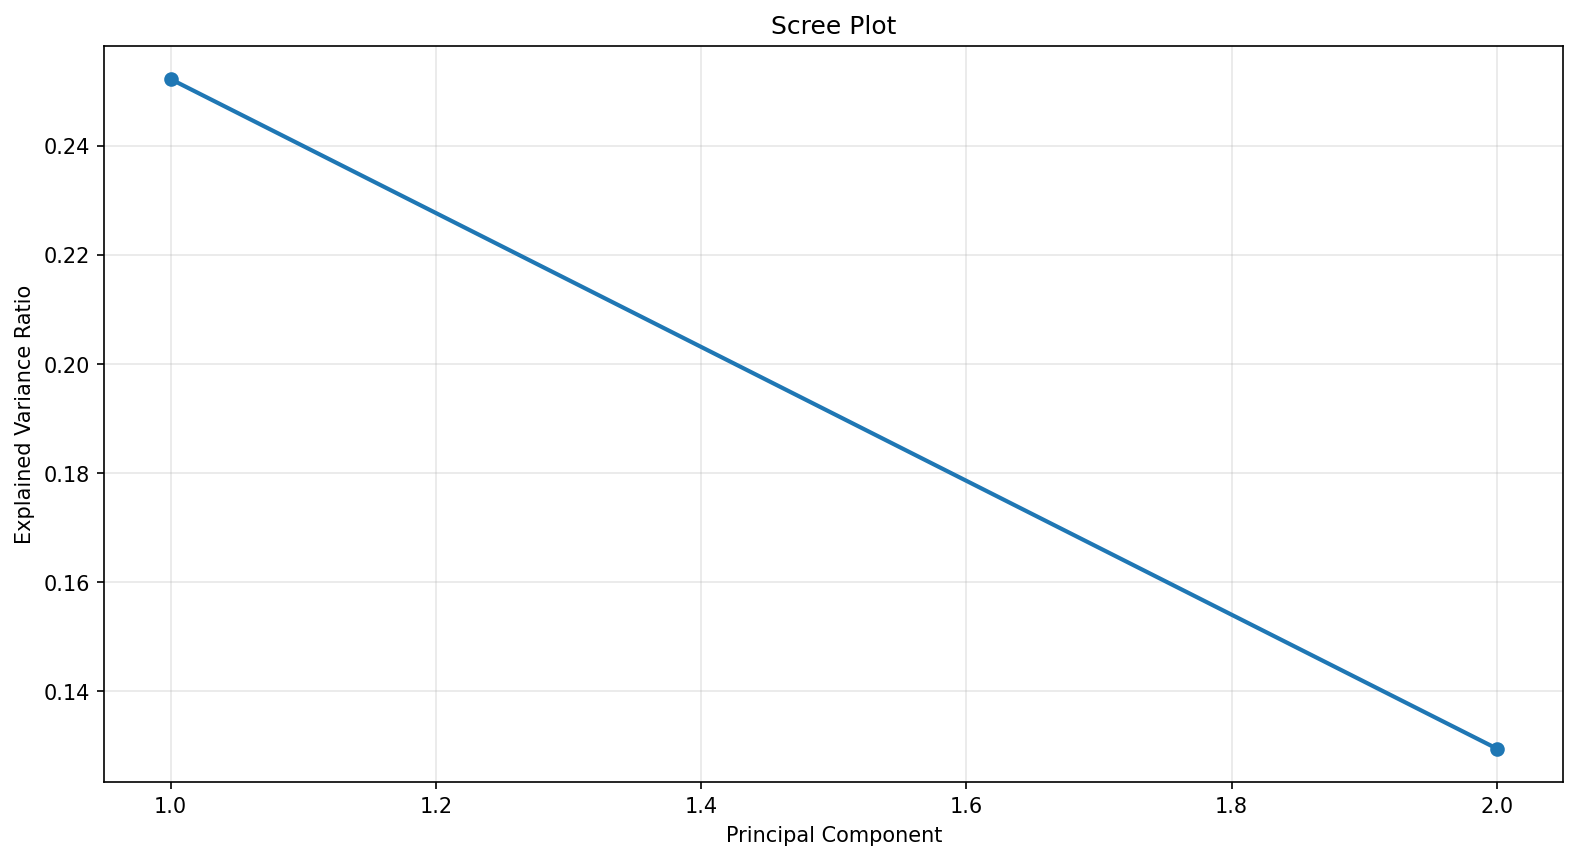 Scree Plot
Explained Variance Ratio
0.24
0.22
0.20
0.18
0.16
0.14
1.0 1.2 1.4 1.6 1.8 2.0
Principal Component